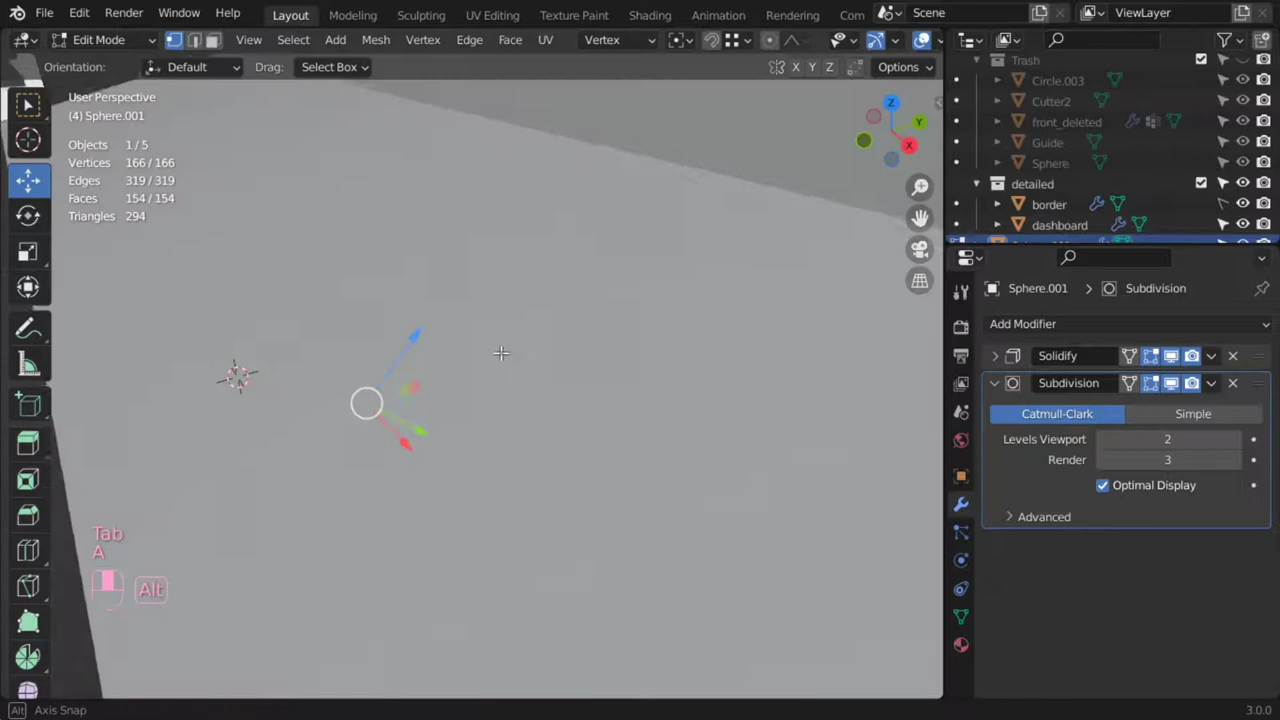 File Edit Render Window Help Layout Modeling Sculpting UV Editing Texture Paint Shading Animation Rendering Com Scene ViewLayer
Edit Mode View Select Add Mesh Vertex Edge Face UV Vertex
Orientation: Default Drag: Select Box X Y Z Options
User Perspective
(4) Sphere.001
Objects 1 / 5
Vertices 166 / 166
Edges 319 / 319
Faces 154 / 154
Triangles 294
Z
Y
X
Tab
A
Alt
Trash
Circle.003
Cutter2
front_deleted
Guide
Sphere
detailed
border
dashboard
Sphere.001 > Subdivision
Add Modifier
Solidify
Subdivision
Catmull-Clark Simple
Levels Viewport 2
Render 3
Optimal Display
Advanced
Alt Axis Snap 3.0.0